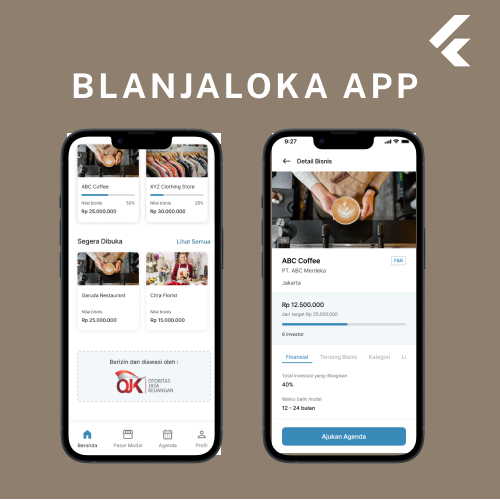 BLANJALOKA APP
ABC Coffee
XYZ Clothing Store
Nilai bisnis
50%
Nilai bisnis
25%
Rp 25.000.000
Rp 30.000.000
Segera Dibuka
Lihat Semua
Garuda Restaurant
Citra Florist
Nilai bisnis
Nilai bisnis
Rp 25.000.000
Rp 15.000.000
Berizin dan diawasi oleh :
OJK
OTORITAS
JASA
KEUANGAN
Beranda
Pasar Modal
Agenda
Profil
9:27
Detail Bisnis
ABC Coffee
F&B
PT. ABC Merdeka
Jakarta
Rp 12.500.000
dari target Rp 25.000.000
8 Investor
Finansial
Tentang Bisnis
Kategori
Total investasi yang dibagikan
40%
Waktu balik modal
12 - 24 bulan
Ajukan Agenda